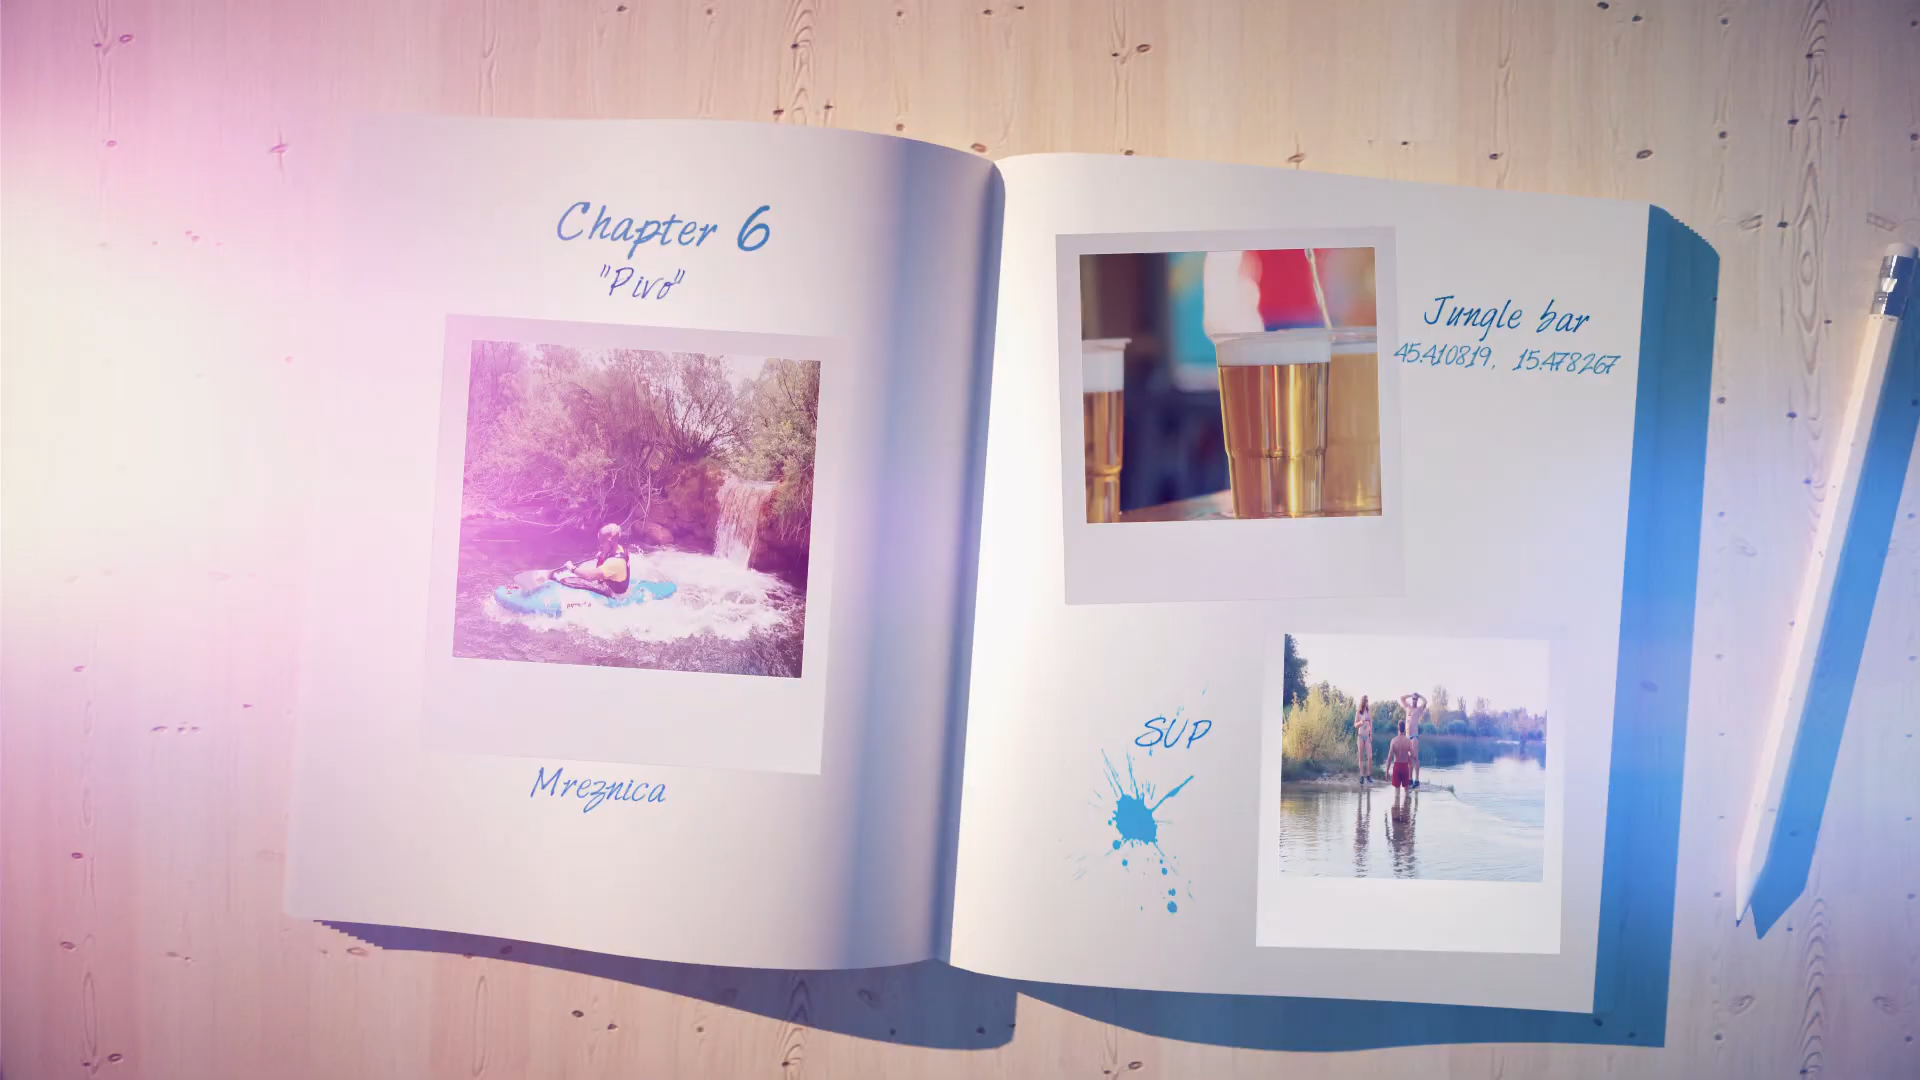 Chapter 6
"Pivo"
Mreznica
Jungle bar
45.410819, 15.478267
SUP